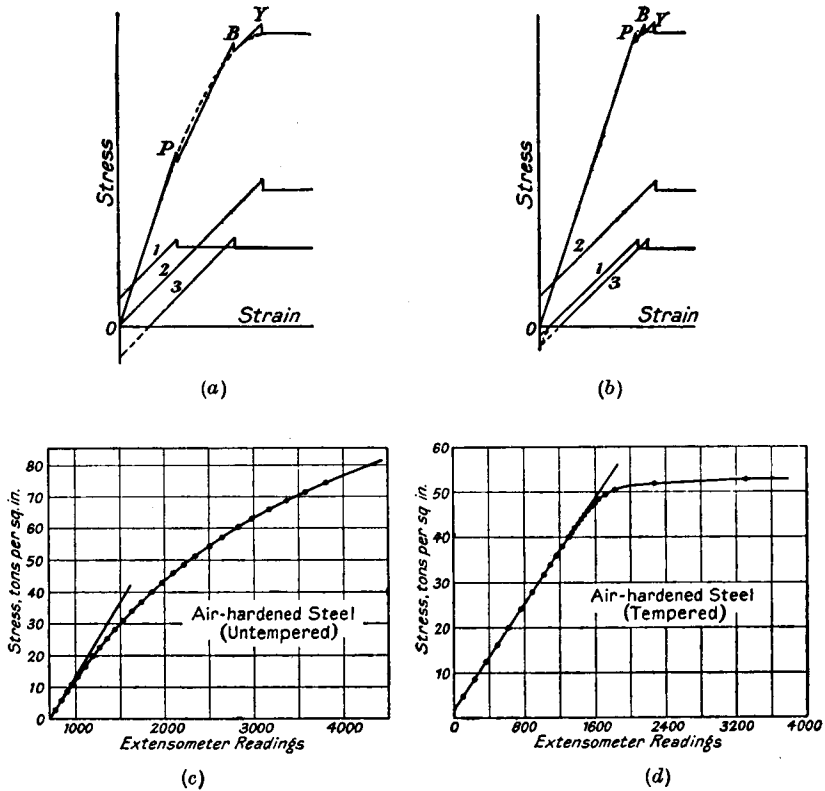 Y
B
P
Stress
1
2
3
O
Strain
(a)
B
P
Y
Stress
2
1
3
O
Strain
(b)
80
70
60
50
40
30
20
10
0
Stress, tons per sq. in.
Air-hardened Steel
(Untempered)
1000 2000 3000 4000
Extensometer Readings
(c)
60
50
40
30
20
10
Stress, tons per sq. in.
Air-hardened Steel
(Tempered)
0 800 1600 2400 3200 4000
Extensometer Readings
(d)